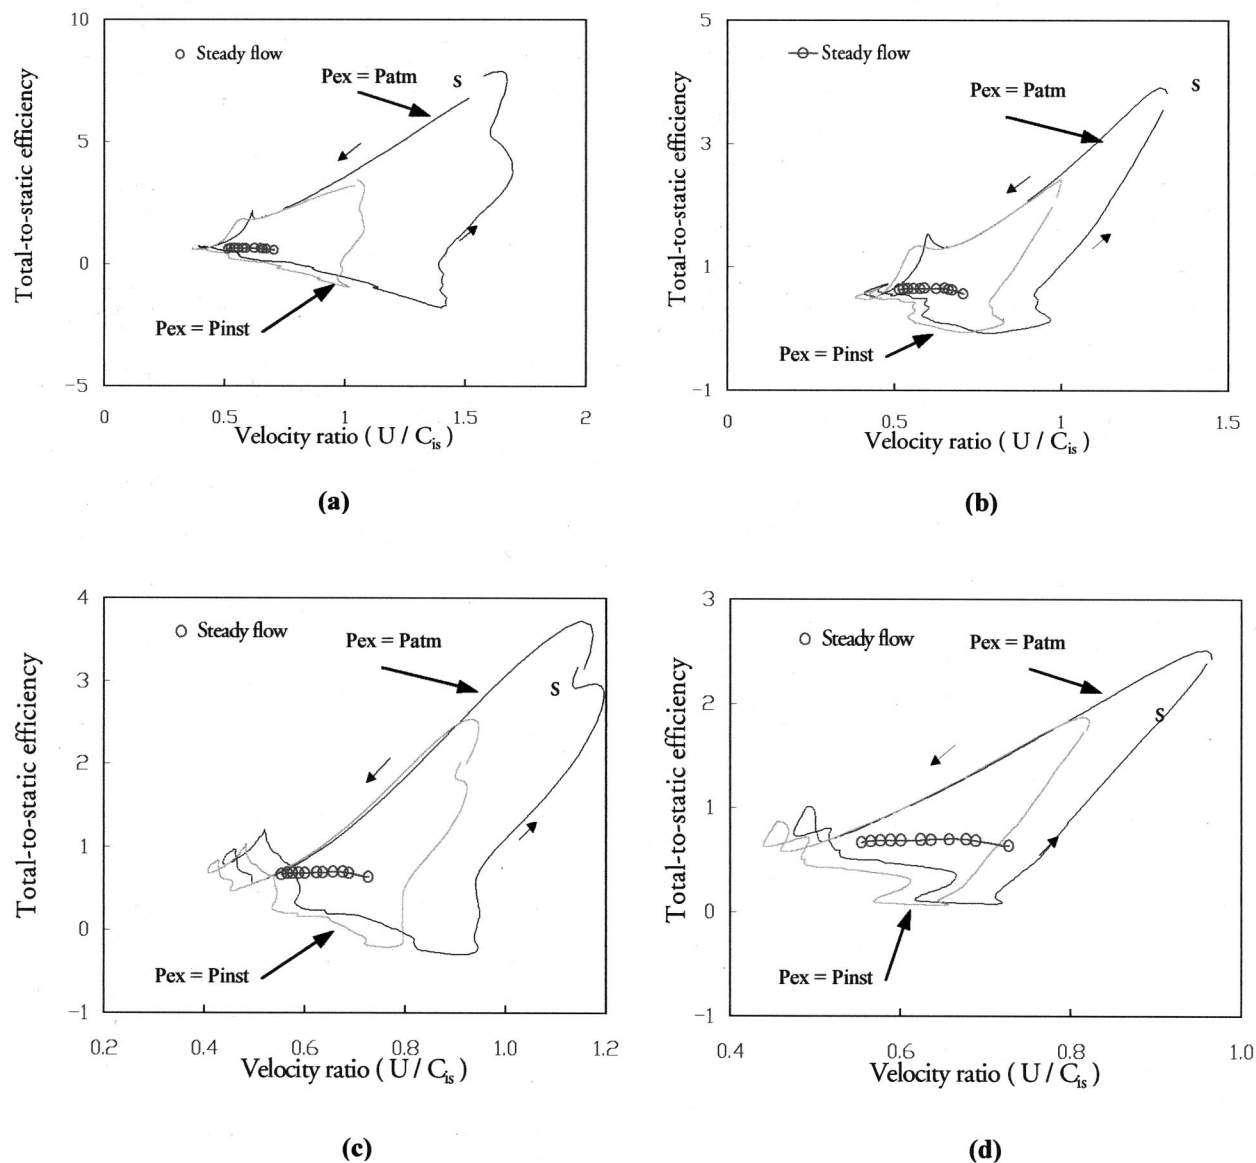 10
5
0
−5
Total-to-static efficiency
Steady flow
Pex = Patm
S
Pex = Pinst
0
0.5
1
1.5
2
Velocity ratio ( U / Cis )
(a)
5
3
1
−1
Total-to-static efficiency
Steady flow
Pex = Patm
S
Pex = Pinst
0
0.5
1
1.5
Velocity ratio ( U / Cis )
(b)
4
3
2
1
0
−1
Total-to-static efficiency
Steady flow
Pex = Patm
S
Pex = Pinst
0.2
0.4
0.6
0.8
1.0
1.2
Velocity ratio ( U / Cis )
(c)
3
2
1
0
−1
Total-to-static efficiency
Steady flow
Pex = Patm
S
Pex = Pinst
0.4
0.6
0.8
1.0
Velocity ratio ( U / Cis )
(d)